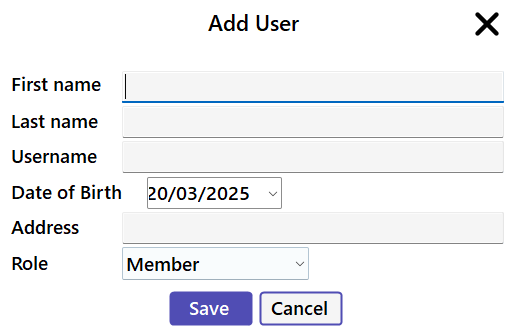 Add User
First name
Last name
Username
Date of Birth 20/03/2025
Address
Role Member
Save Cancel